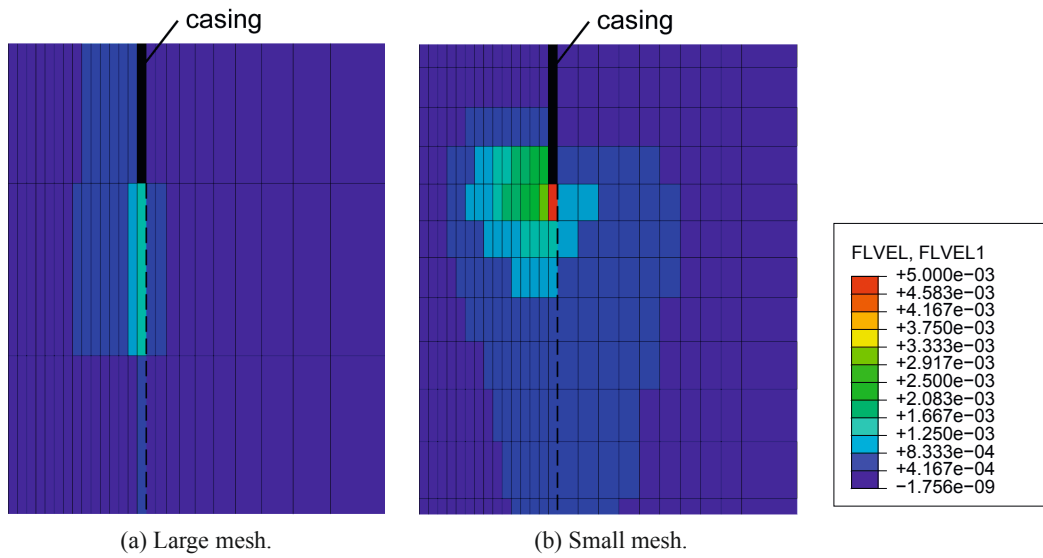 casing
casing
(a) Large mesh.
(b) Small mesh.
FLVEL, FLVEL1
+5.000e−03
+4.583e−03
+4.167e−03
+3.750e−03
+3.333e−03
+2.917e−03
+2.500e−03
+2.083e−03
+1.667e−03
+1.250e−03
+8.333e−04
+4.167e−04
−1.756e−09